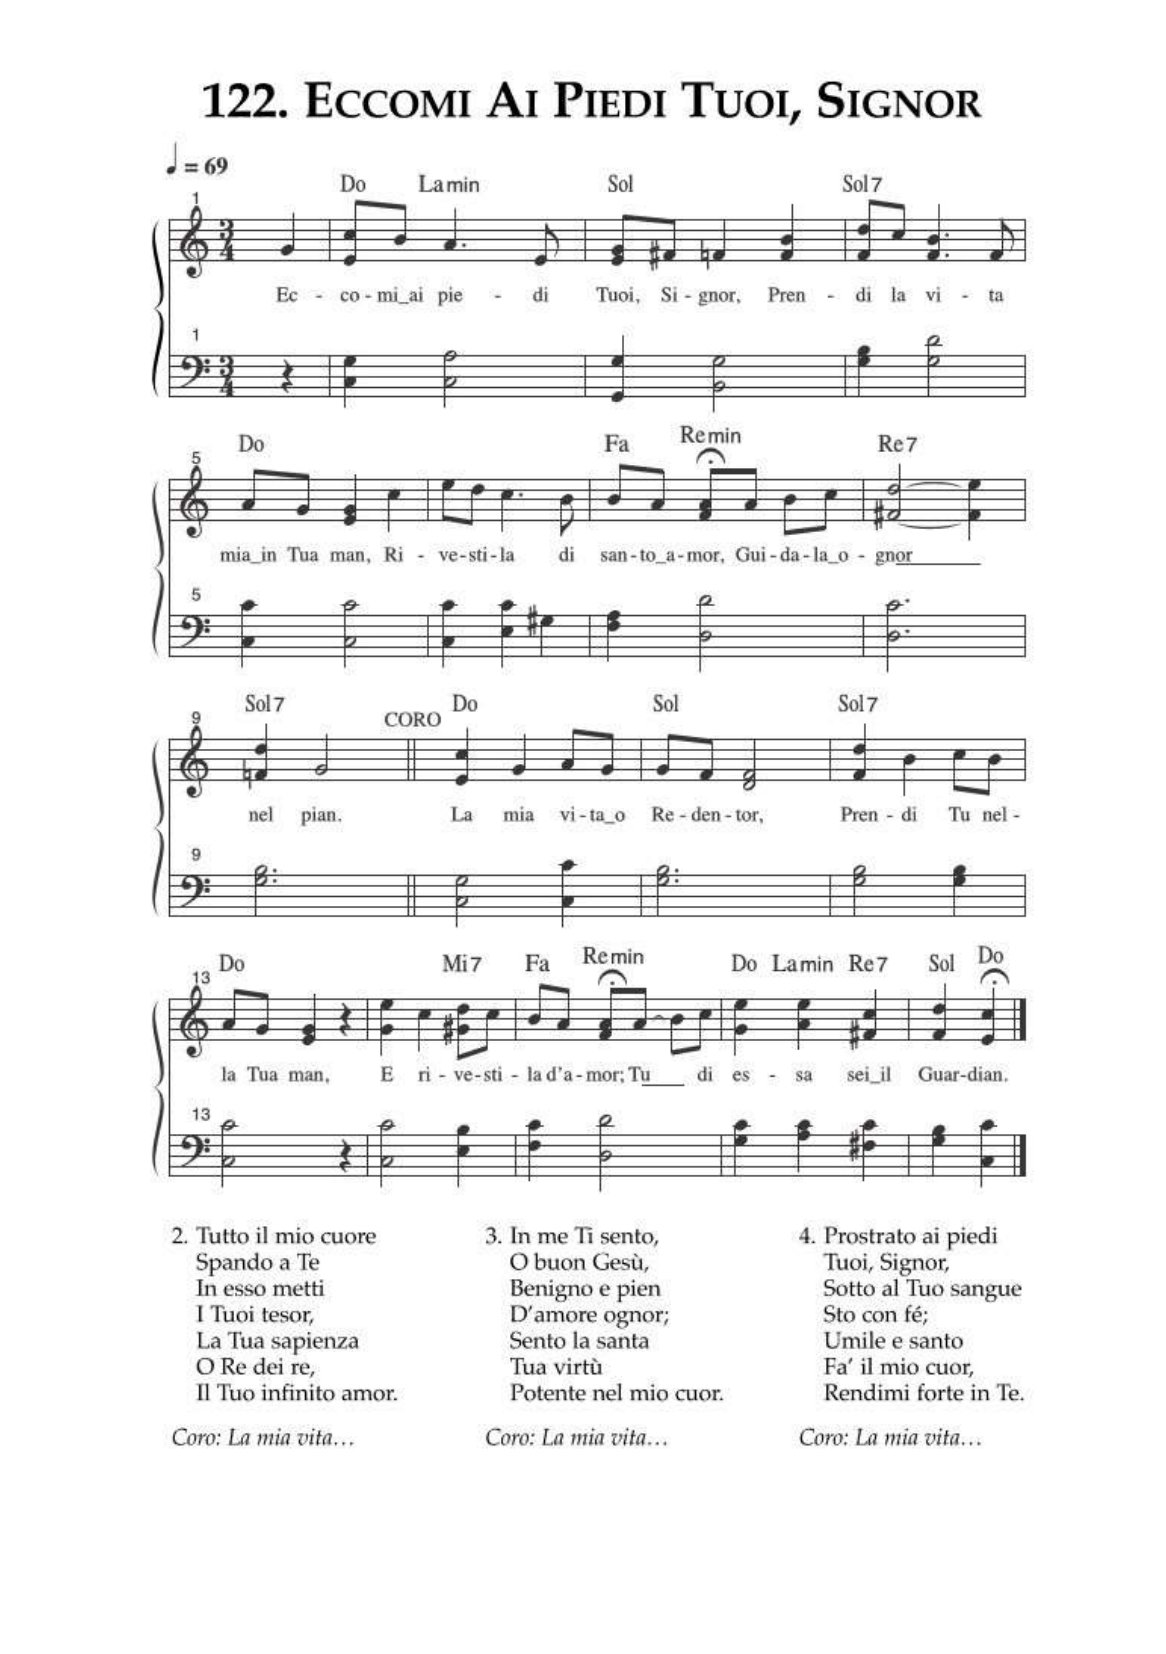 122. Eccomi Ai Piedi Tuoi, Signor
♩ = 69
Do Lamin Sol Sol7
1
3 4
Ec - co - mi_ai pie - di Tuoi, Si - gnor, Pren - di la vi - ta
1
3 4
Do Fa Remin Re7
5
mia_in Tua man, Ri - ve - sti - la di san - to_a - mor, Gui - da - la_o - gnor______
5
Sol7 CORO Do Sol Sol7
9
nel pian. La mia vi - ta_o Re - den - tor, Pren - di Tu nel -
9
Do Mi7 Fa Remin Do Lamin Re7 Sol Do
13
la Tua man, E ri - ve - sti - la d'a - mor; Tu____ di es - sa sei_il Guar - dian.
13
2. Tutto il mio cuore
Spando a Te
In esso metti
I Tuoi tesor,
La Tua sapienza
O Re dei re,
Il Tuo infinito amor.
Coro: La mia vita…
3. In me Ti sento,
O buon Gesù,
Benigno e pien
D'amore ognor;
Sento la santa
Tua virtù
Potente nel mio cuor.
Coro: La mia vita…
4. Prostrato ai piedi
Tuoi, Signor,
Sotto al Tuo sangue
Sto con fé;
Umile e santo
Fa' il mio cuor,
Rendimi forte in Te.
Coro: La mia vita…